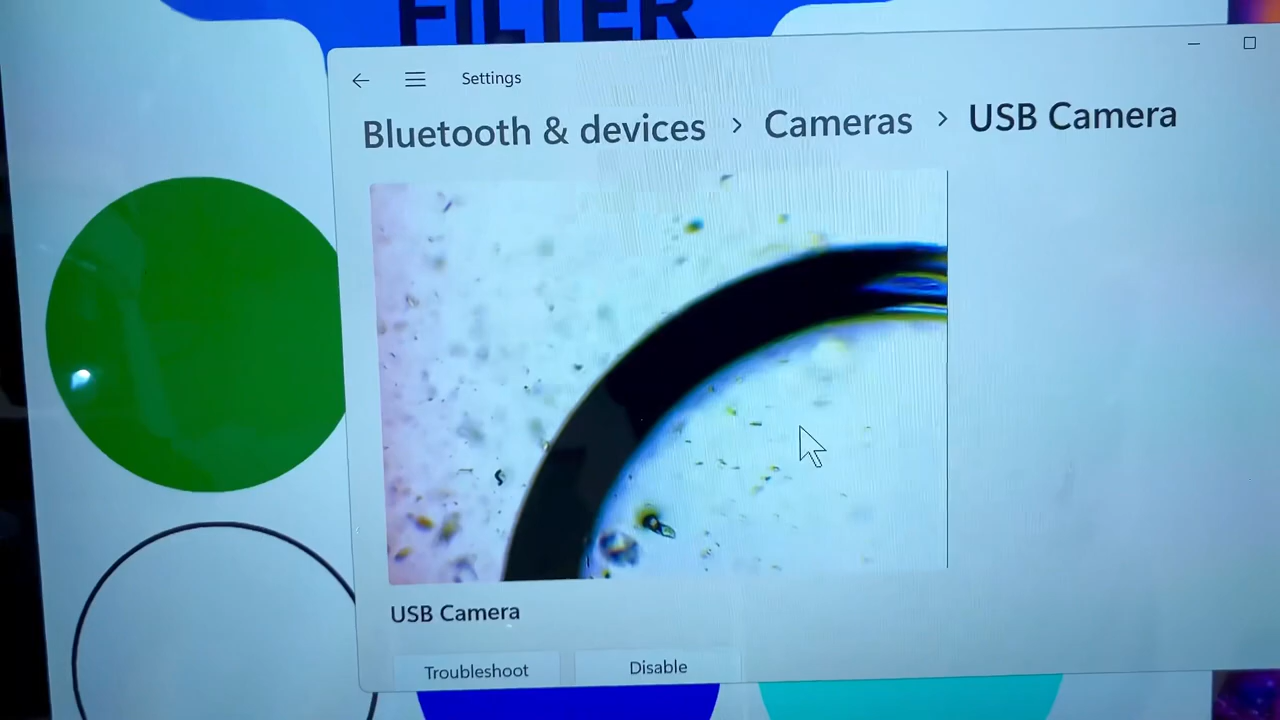 FILTER
Settings
Bluetooth & devices > Cameras > USB Camera
USB Camera
Troubleshoot
Disable